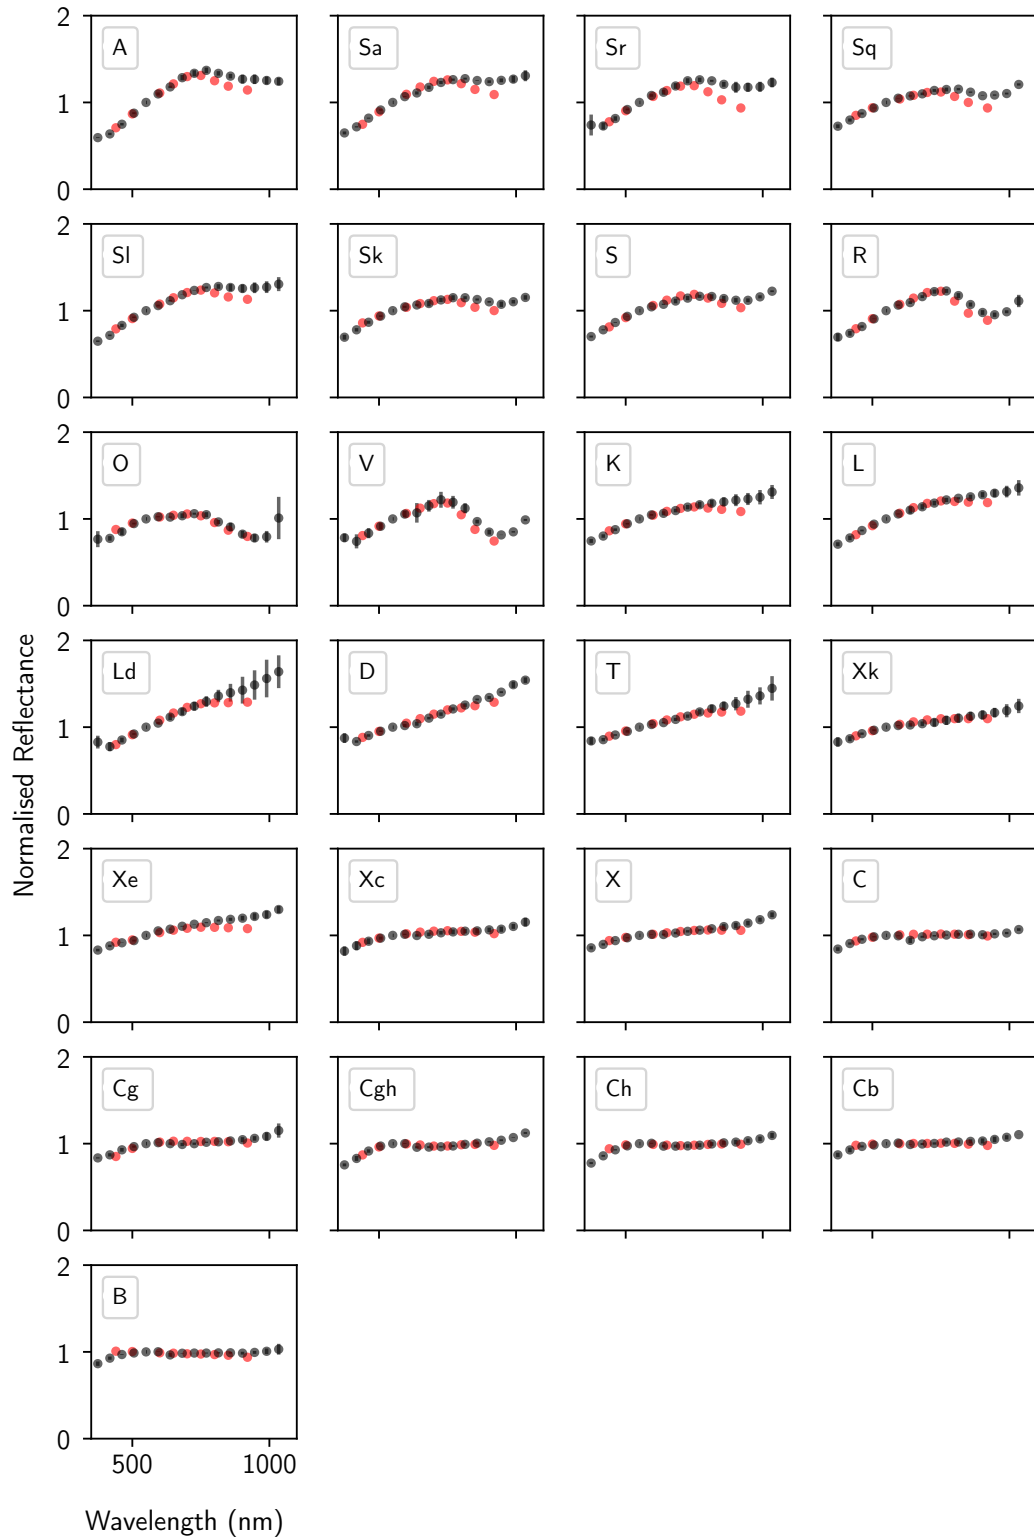 2 A Sa Sr Sq
1
0
2 Sl Sk S R
1
0
2 O V K L
1
0
2 Ld D T Xk
1
0
2 Xe Xc X C
1
0
2 Cg Cgh Ch Cb
1
0
2 B
1
0
500 1000
Wavelength (nm)
Normalised Reflectance